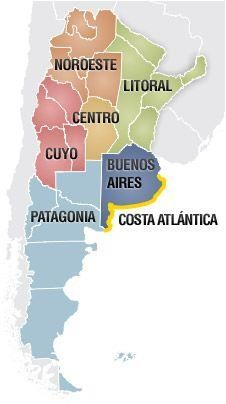 NOROESTE
LITORAL
CENTRO
CUYO
BUENOS
AIRES
PATAGONIA
COSTA ATLÁNTICA